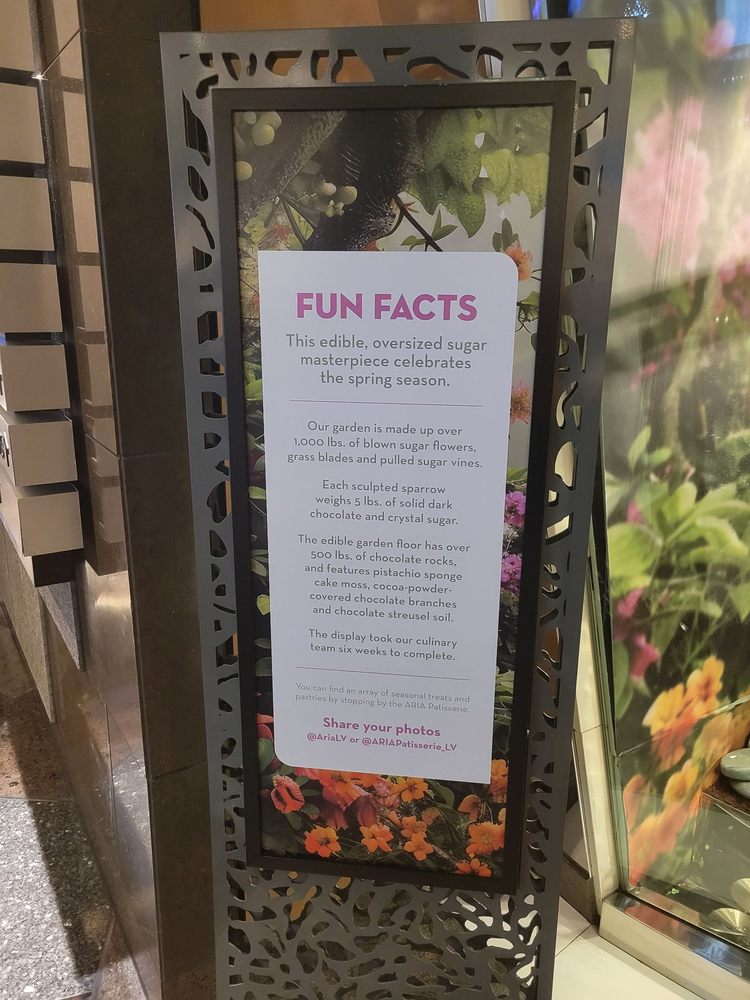 FUN FACTS
This edible, oversized sugar
masterpiece celebrates
the spring season.
Our garden is made up over
1,000 lbs. of blown sugar flowers,
grass blades and pulled sugar vines.
Each sculpted sparrow
weighs 5 lbs. of solid dark
chocolate and crystal sugar.
The edible garden floor has over
500 lbs. of chocolate rocks,
and features pistachio sponge
cake moss, cocoa-powder-
covered chocolate branches
and chocolate streusel soil.
The display took our culinary
team six weeks to complete.
You can find an array of seasonal treats and
pastries by stopping by the ARIA Patisserie.
Share your photos
@AriaLV or @ARIAPatisserie_LV